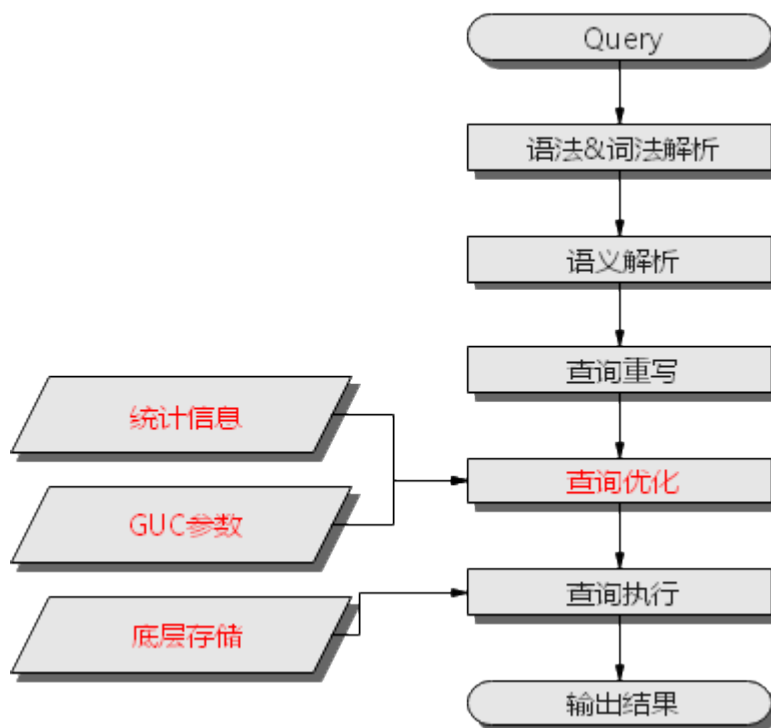 Query
语法&词法解析
语义解析
查询重写
统计信息
查询优化
GUC参数
查询执行
底层存储
输出结果